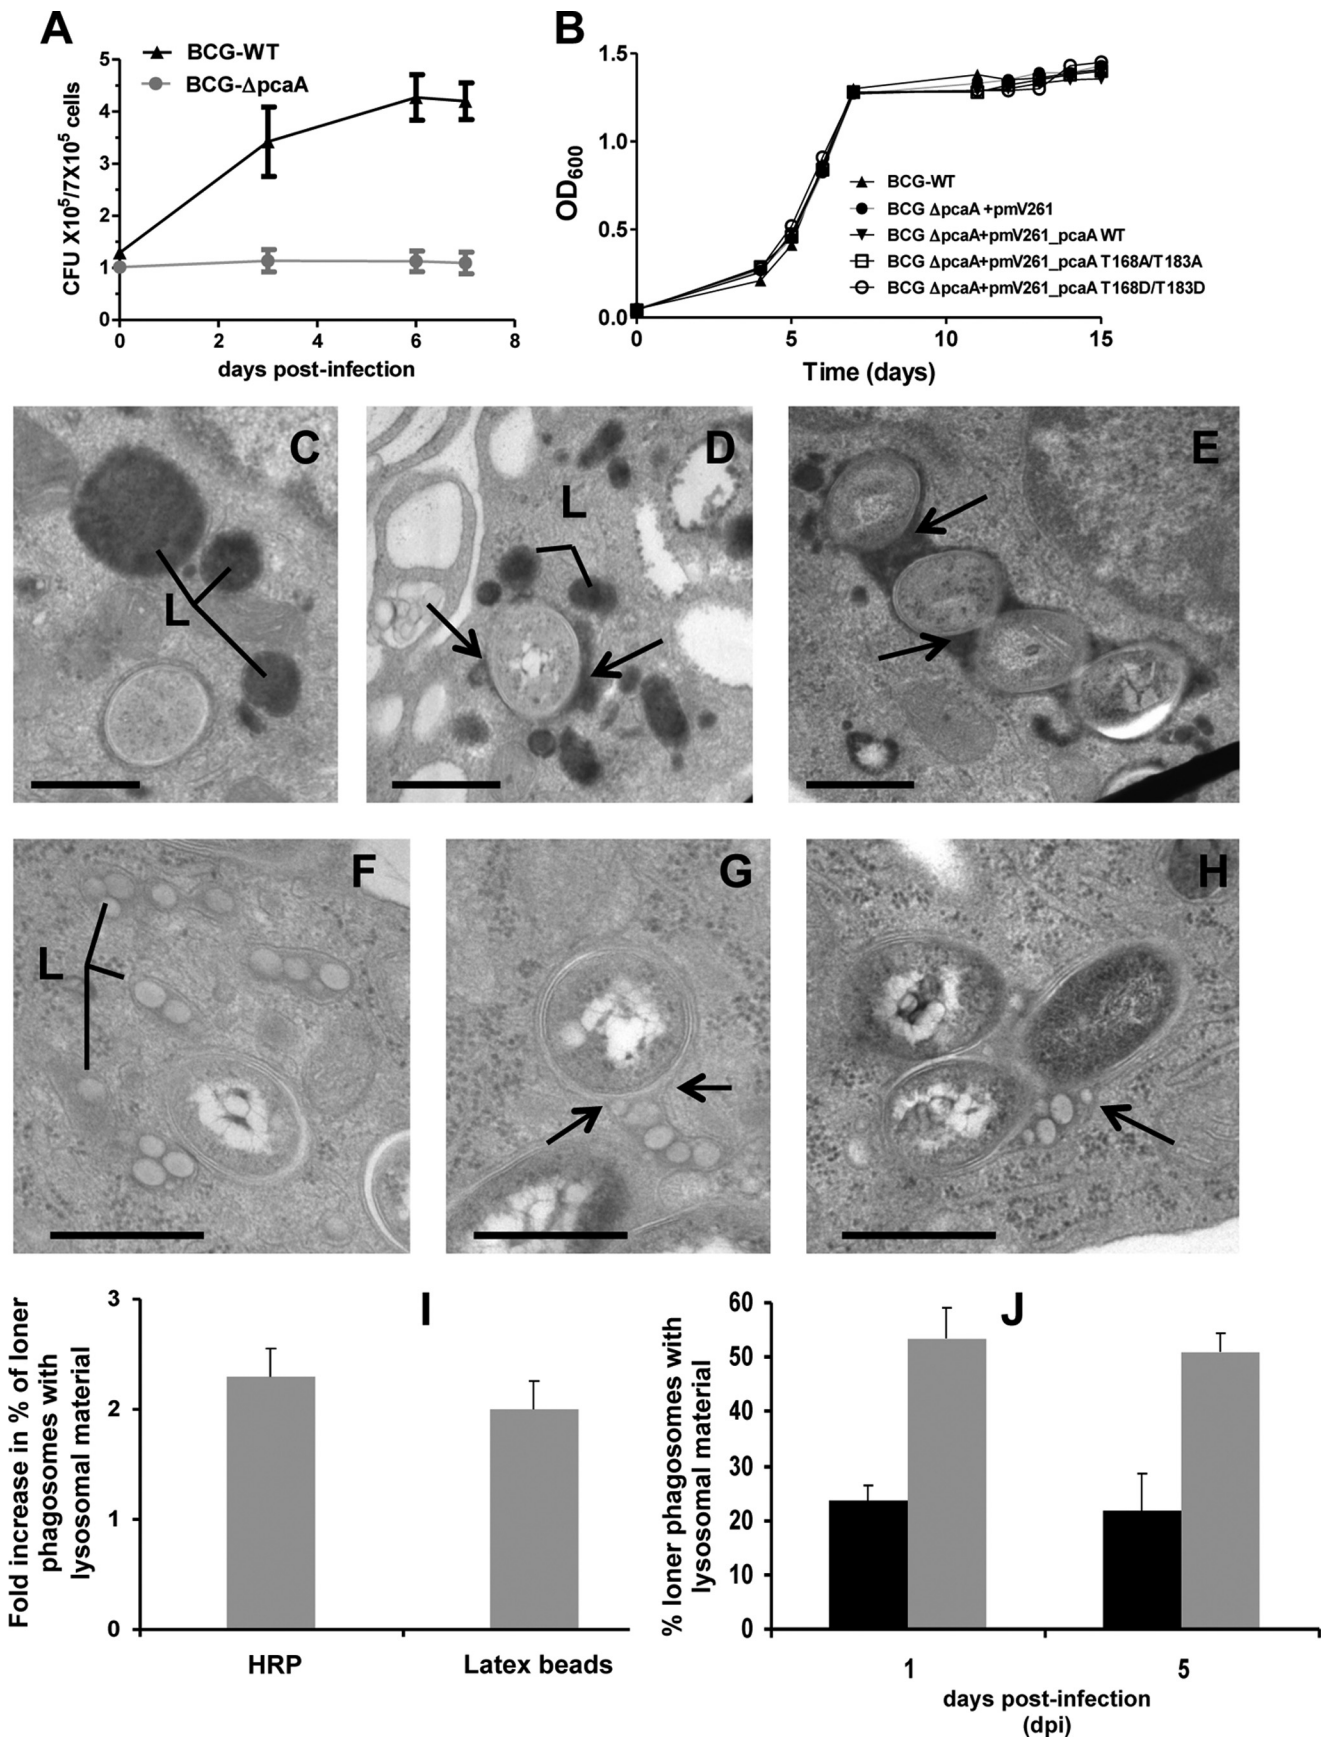 A
BCG-WT
BCG-ΔpcaA
CFU X10⁵/7X10⁵ cells
5
4
3
2
1
0
0 2 4 6 8
days post-infection
B
OD₆₀₀
1.5
1.0
0.5
0.0
0 5 10 15
Time (days)
BCG-WT
BCG ΔpcaA +pmV261
BCG ΔpcaA+pmV261_pcaA WT
BCG ΔpcaA+pmV261_pcaA T168A/T183A
BCG ΔpcaA+pmV261_pcaA T168D/T183D
C
L
D
L
E
F
L
G
H
I
Fold increase in % of loner
phagosomes with
lysosomal material
3
2
1
0
HRP Latex beads
J
% loner phagosomes with
lysosomal material
60
50
40
30
20
10
0
1 5
days post-infection
(dpi)